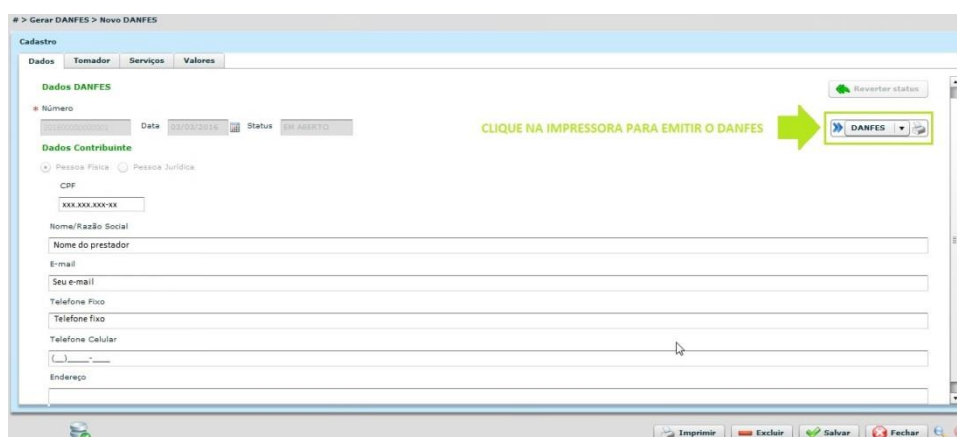 # > Gerar DANFES > Novo DANFES
Cadastro
Dados Tomador Serviços Valores
Dados DANFES
Reverter status
* Número
Data 03/03/2016 Status EM ABERTO
CLIQUE NA IMPRESSORA PARA EMITIR O DANFES
DANFES
Dados Contribuinte
Pessoa Física Pessoa Jurídica
CPF
xxx.xxx.xxx-xx
Nome/Razão Social
Nome do prestador
E-mail
Seu e-mail
Telefone Fixo
Telefone fixo
Telefone Celular
(__)____-____
Endereço
Imprimir Excluir Salvar Fechar